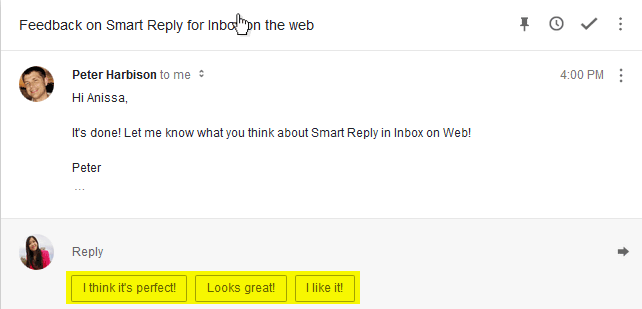 Feedback on Smart Reply for Inbox on the web
Peter Harbison to me
4:00 PM
Hi Anissa,
It's done! Let me know what you think about Smart Reply in Inbox on Web!
Peter
...
Reply
I think it's perfect! Looks great! I like it!